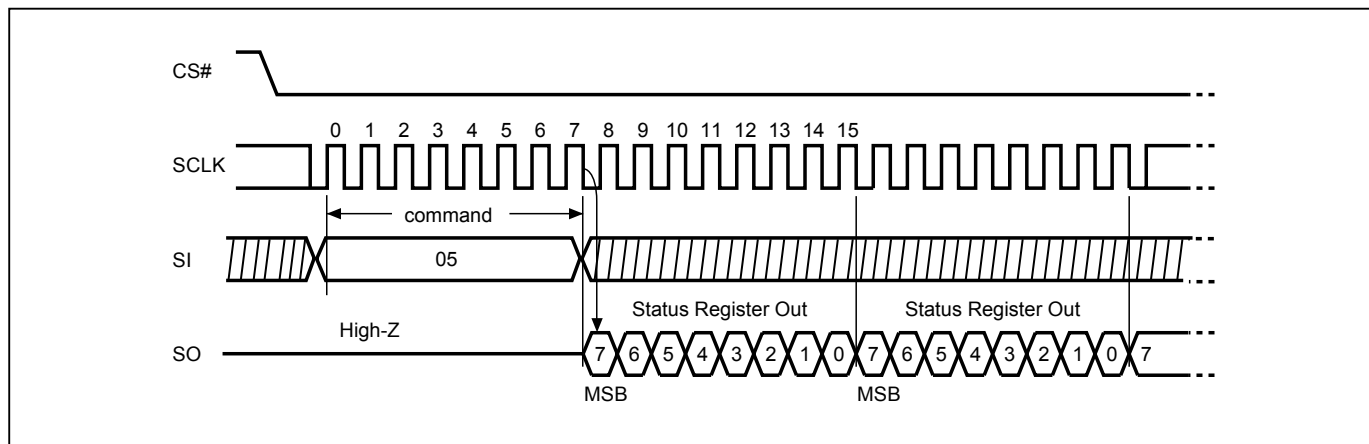 CS#
0 1 2 3 4 5 6 7 8 9 10 11 12 13 14 15
SCLK
command
SI
05
Status Register Out Status Register Out
High-Z
SO
7 6 5 4 3 2 1 0 7 6 5 4 3 2 1 0 7
MSB MSB